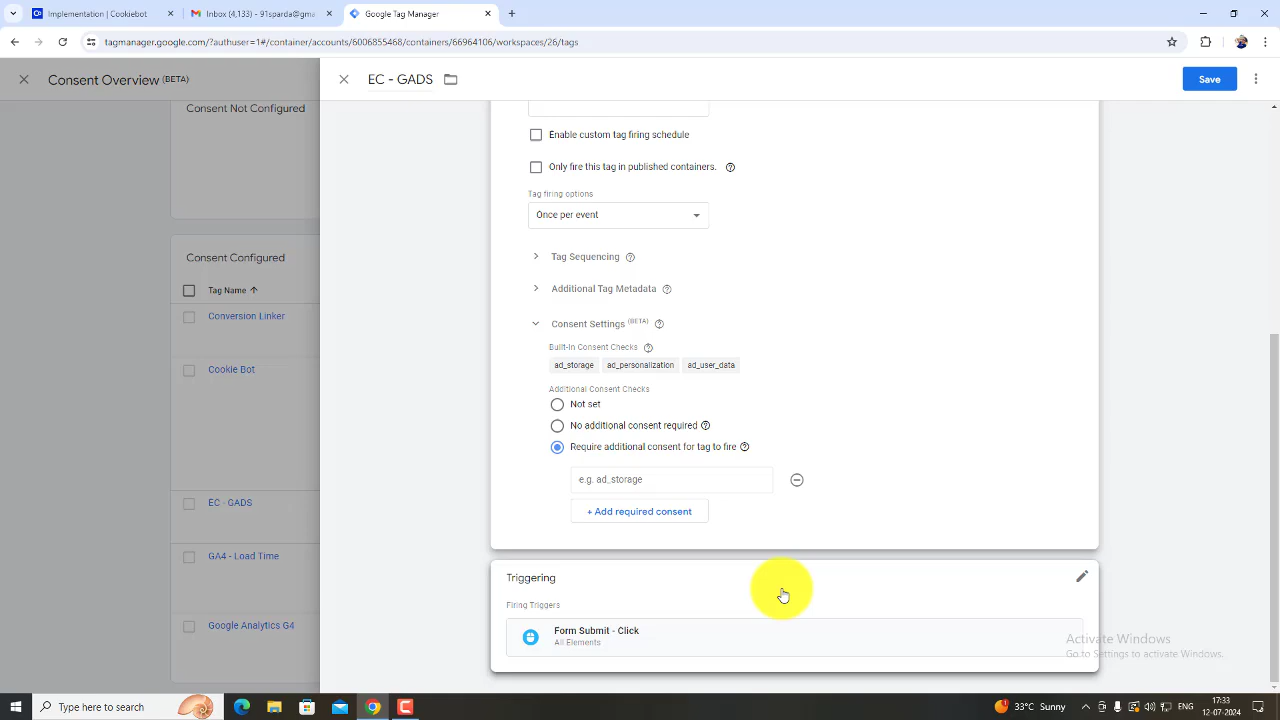 Implementation | Cookiebot
Inbox (4,133) - 91sparda@gma
Google Tag Manager
tagmanager.google.com/?authuser=1#/container/accounts/6006855468/containers/66964106/workspaces/26/tags
Consent Overview (BETA)
EC - GADS
Save
Consent Not Configured
Enable custom tag firing schedule
Only fire this tag in published containers.
Tag firing options
Once per event
Tag Sequencing
Additional Tag Metadata
Consent Settings (BETA)
Built-In Consent Checks
ad_storage ad_personalization ad_user_data
Additional Consent Checks
Not set
No additional consent required
Require additional consent for tag to fire
e.g. ad_storage
+ Add required consent
Consent Configured
Tag Name
Conversion Linker
Cookie Bot
EC - GADS
GA4 - Load Time
Google Analytics G4
Triggering
Firing Triggers
Form Submit - Click
All Elements
Activate Windows
Go to Settings to activate Windows.
Type here to search
33°C Sunny
ENG
17:33
12-07-2024